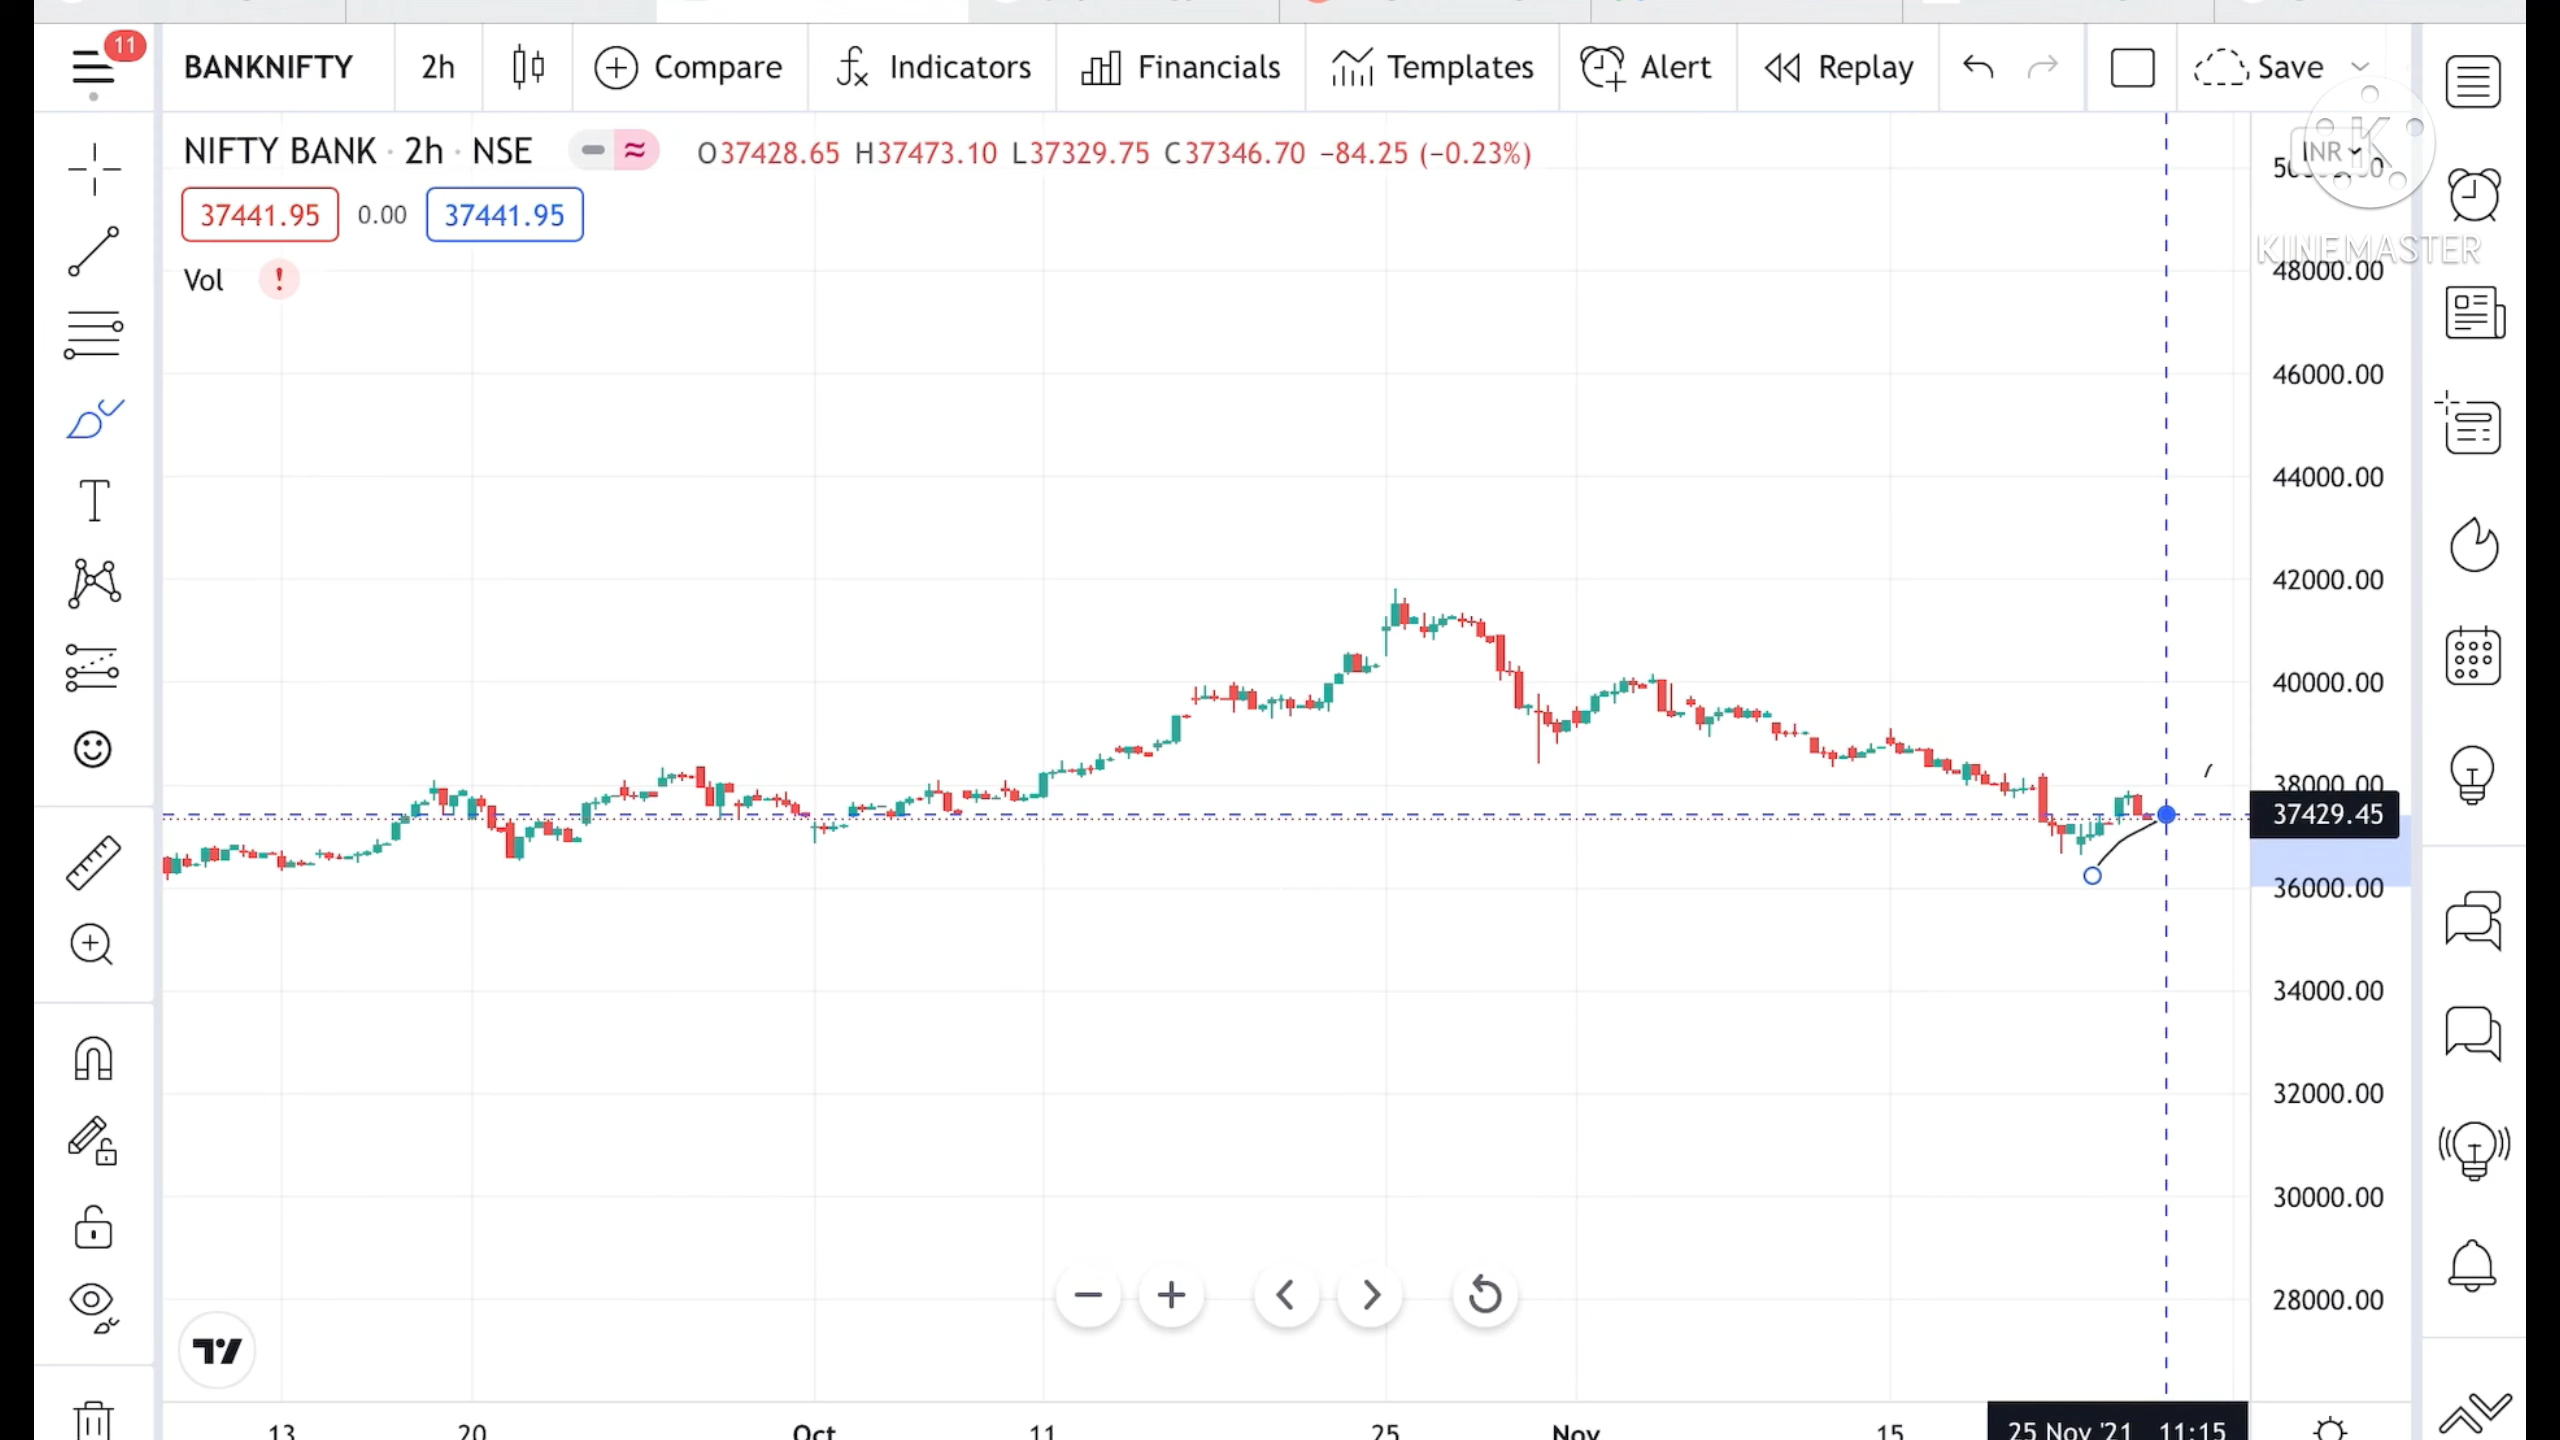 11
BANKNIFTY 2h Compare Indicators Financials Templates Alert Replay Save
NIFTY BANK · 2h · NSE O37428.65 H37473.10 L37329.75 C37346.70 −84.25 (−0.23%)
INR
K
KINEMASTER
37441.95 0.00 37441.95
Vol !
48000.00
46000.00
44000.00
42000.00
40000.00
38000.00
37429.45
36000.00
34000.00
32000.00
30000.00
28000.00
13 20 Oct 11 25 Nov 15 25 Nov '21 11:15